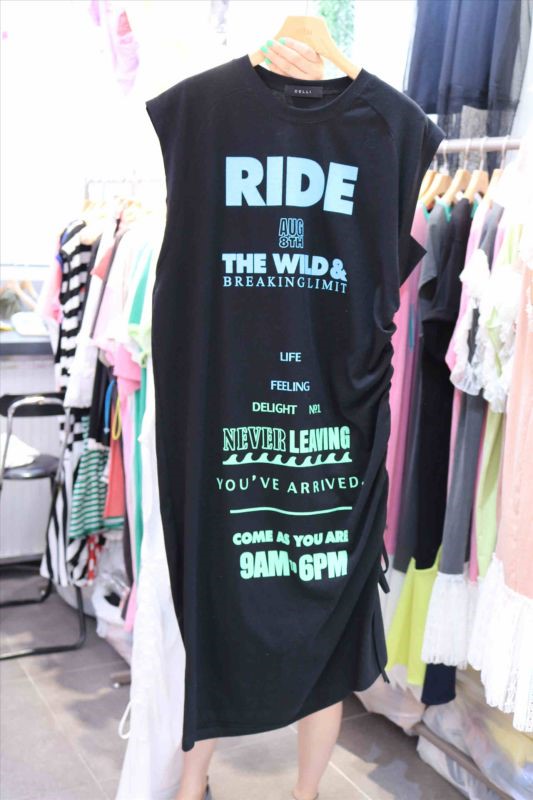 DELLI
RIDE
AUG
8TH
THE WILD &
BREAKINGLIMIT
LIFE
FEELING
DELIGHT №1
NEVER LEAVING
YOU'VE ARRIVED.
COME AS YOU ARE
9AM TO 6PM